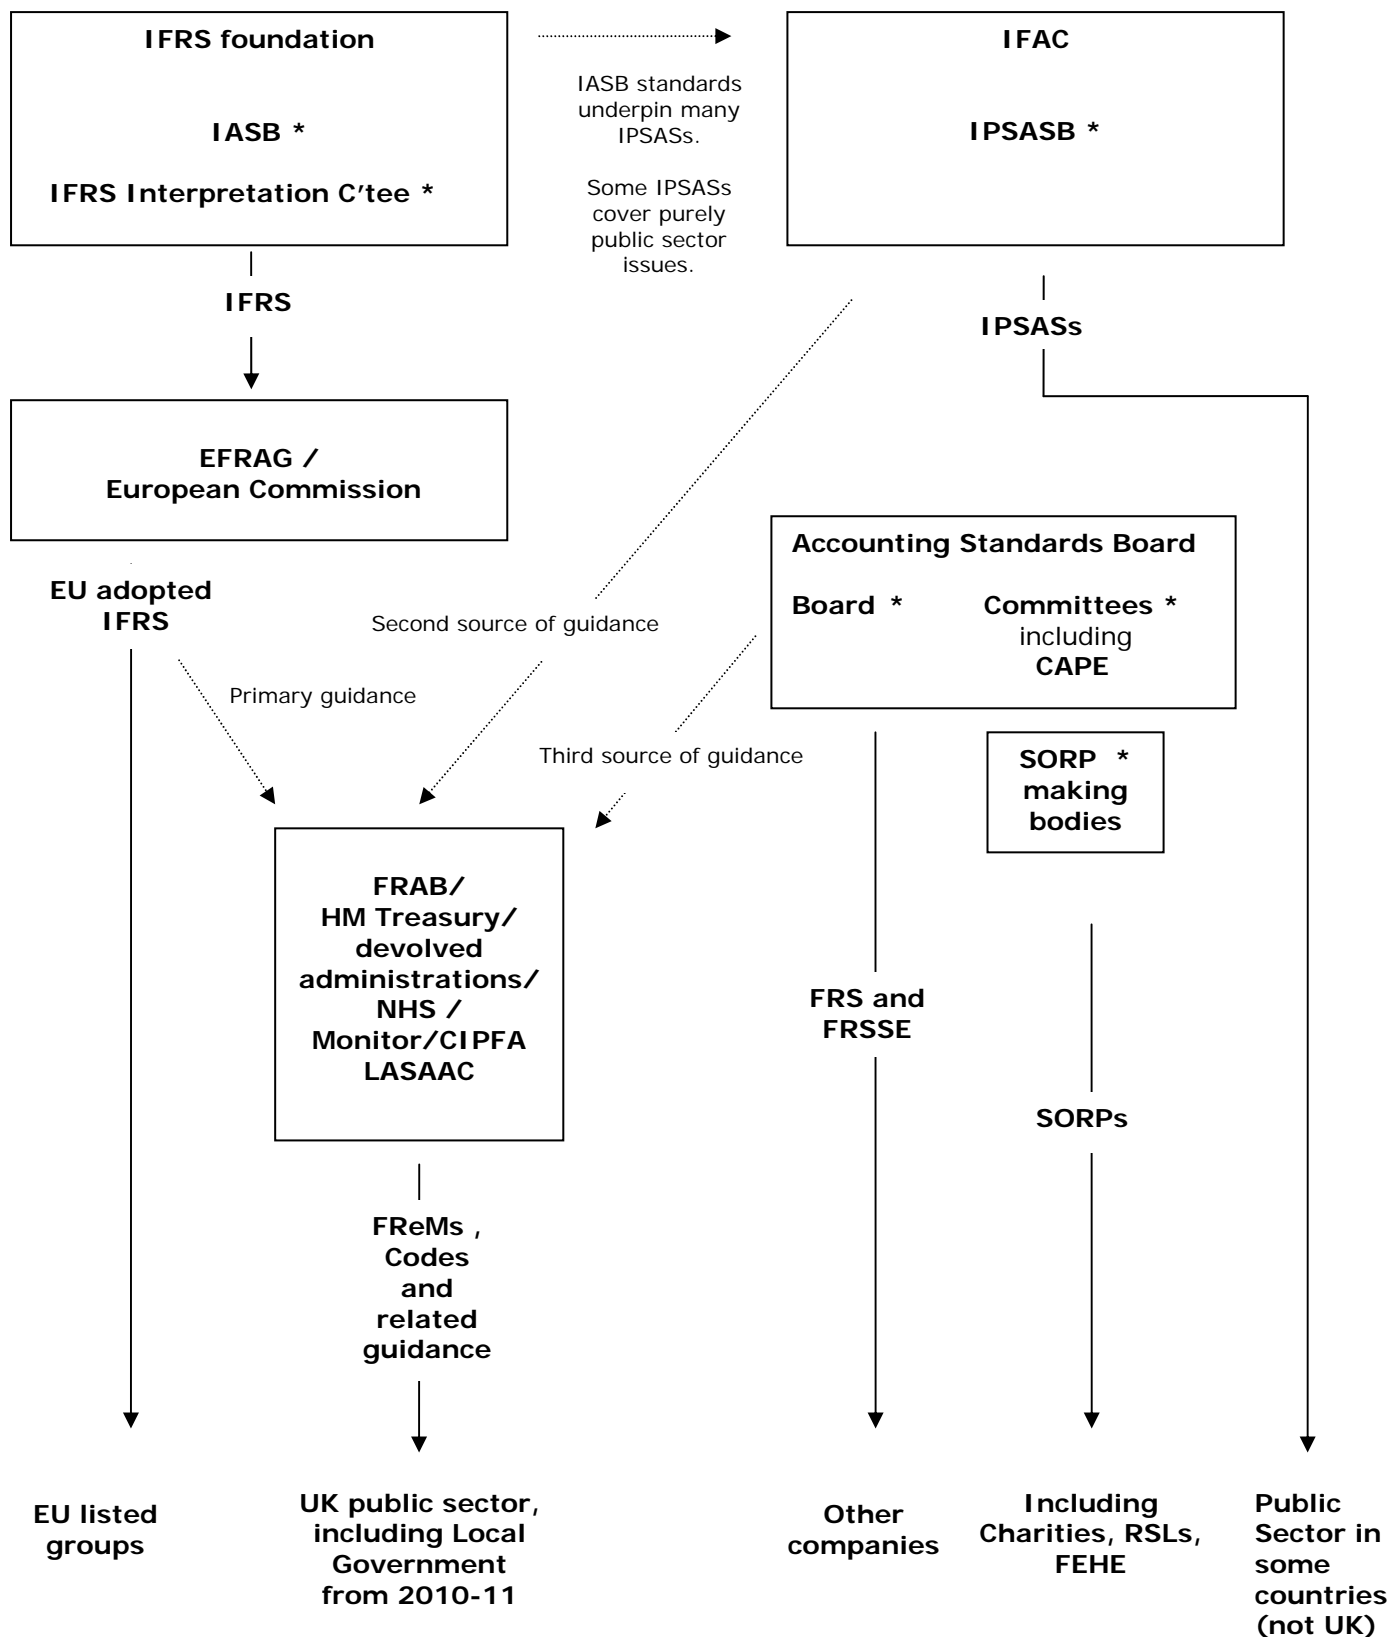 IFRS foundation
IASB *
IFRS Interpretation C'tee *
IASB standards
underpin many
IPSASs.
Some IPSASs
cover purely
public sector
issues.
IFAC
IPSASB *
IFRS
IPSASs
EFRAG /
European Commission
Accounting Standards Board
Board *
Committees *
including
CAPE
EU adopted
IFRS
Second source of guidance
Primary guidance
Third source of guidance
SORP *
making
bodies
FRAB/
HM Treasury/
devolved
administrations/
NHS /
Monitor/CIPFA
LASAAC
FRS and
FRSSE
SORPs
FReMs ,
Codes
and
related
guidance
EU listed
groups
UK public sector,
including Local
Government
from 2010-11
Other
companies
Including
Charities, RSLs,
FEHE
Public
Sector in
some
countries
(not UK)